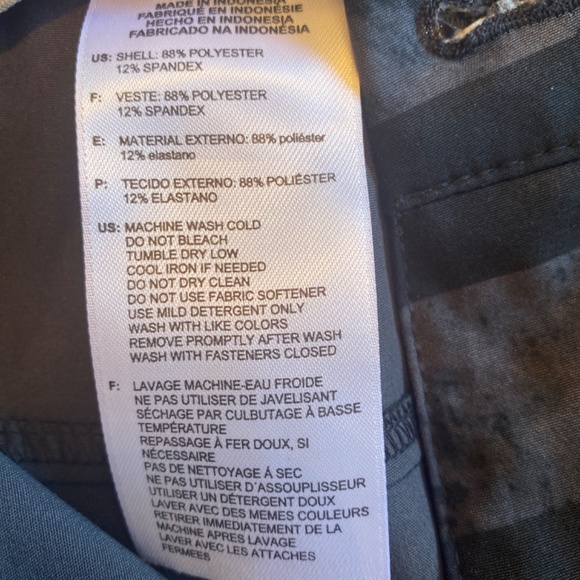 MADE IN INDONESIA
FABRIQUÉ EN INDONÉSIE
HECHO EN INDONESIA
FABRICADO NA INDONÉSIA
US: SHELL: 88% POLYESTER
12% SPANDEX
F: VESTE: 88% POLYESTER
12% SPANDEX
E: MATERIAL EXTERNO: 88% poliéster
12% elastano
P: TECIDO EXTERNO: 88% POLIÉSTER
12% ELASTANO
US: MACHINE WASH COLD
DO NOT BLEACH
TUMBLE DRY LOW
COOL IRON IF NEEDED
DO NOT DRY CLEAN
DO NOT USE FABRIC SOFTENER
USE MILD DETERGENT ONLY
WASH WITH LIKE COLORS
REMOVE PROMPTLY AFTER WASH
WASH WITH FASTENERS CLOSED
F: LAVAGE MACHINE-EAU FROIDE
NE PAS UTILISER DE JAVELISANT
SÉCHAGE PAR CULBUTAGE À BASSE
TEMPÉRATURE
REPASSAGE À FER DOUX, SI
NÉCESSAIRE
PAS DE NETTOYAGE À SEC
NE PAS UTILISER D'ASSOUPLISSEUR
UTILISER UN DÉTERGENT DOUX
LAVER AVEC DES MEMES COULEURS
RETIRER IMMEDIATEMENT DE LA
MACHINE APRES LAVAGE
LAVER AVEC LES ATTACHES
FERMEES